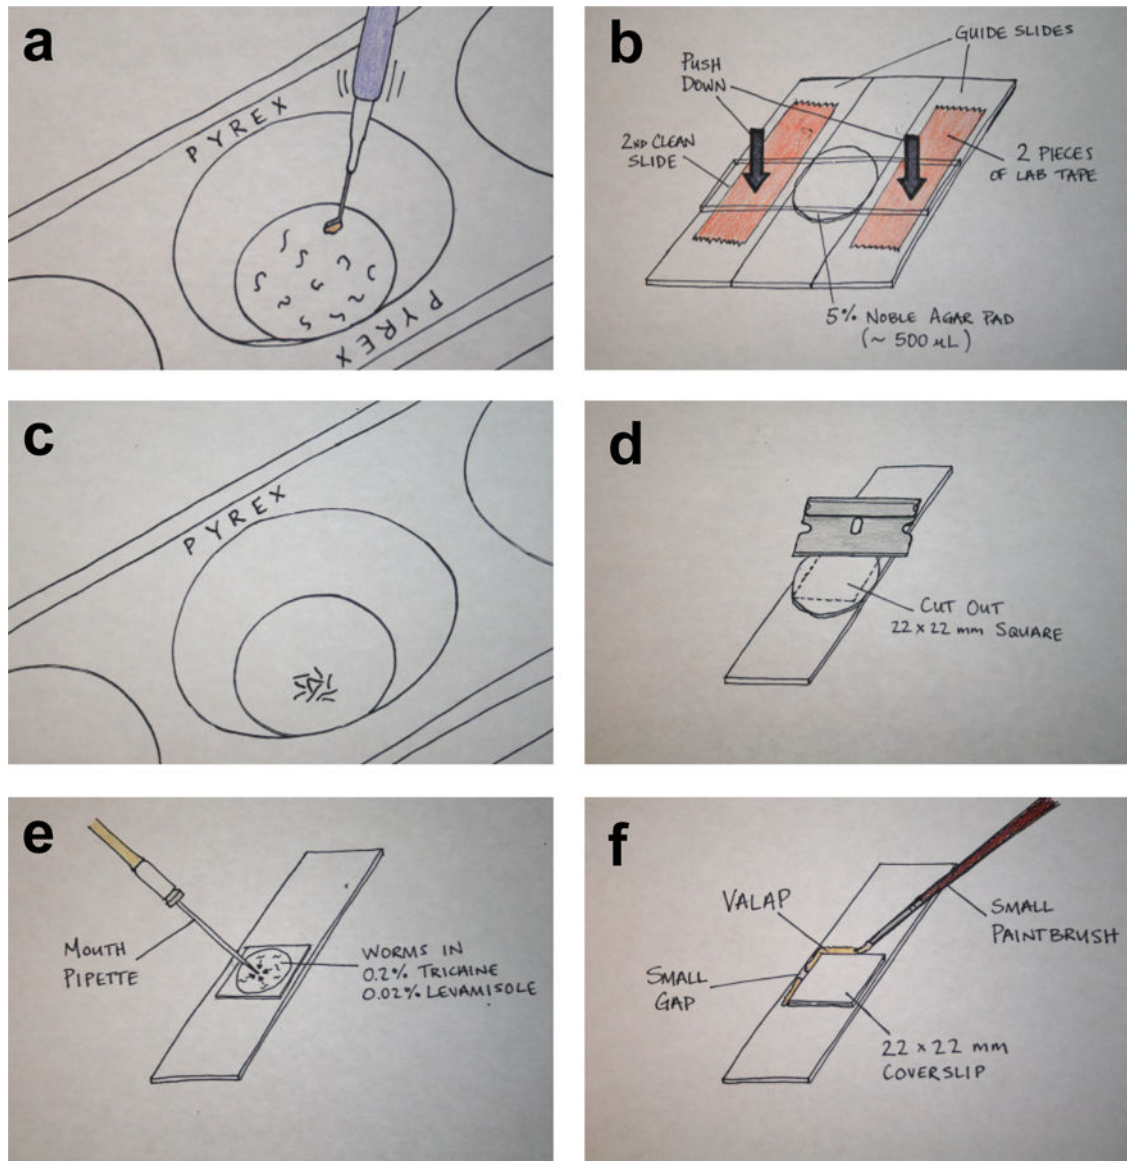 a
PYREX
PYREX
b
GUIDE SLIDES
PUSH
DOWN
2ND CLEAN
SLIDE
2 PIECES
OF LAB TAPE
5% NOBLE AGAR PAD
(~ 500 µL)
c
PYREX
d
CUT OUT
22 x 22 mm SQUARE
e
MOUTH
PIPETTE
WORMS IN
0.2% TRICAINE
0.02% LEVAMISOLE
f
VALAP
SMALL
PAINTBRUSH
SMALL
GAP
22 x 22 mm
COVERSLIP